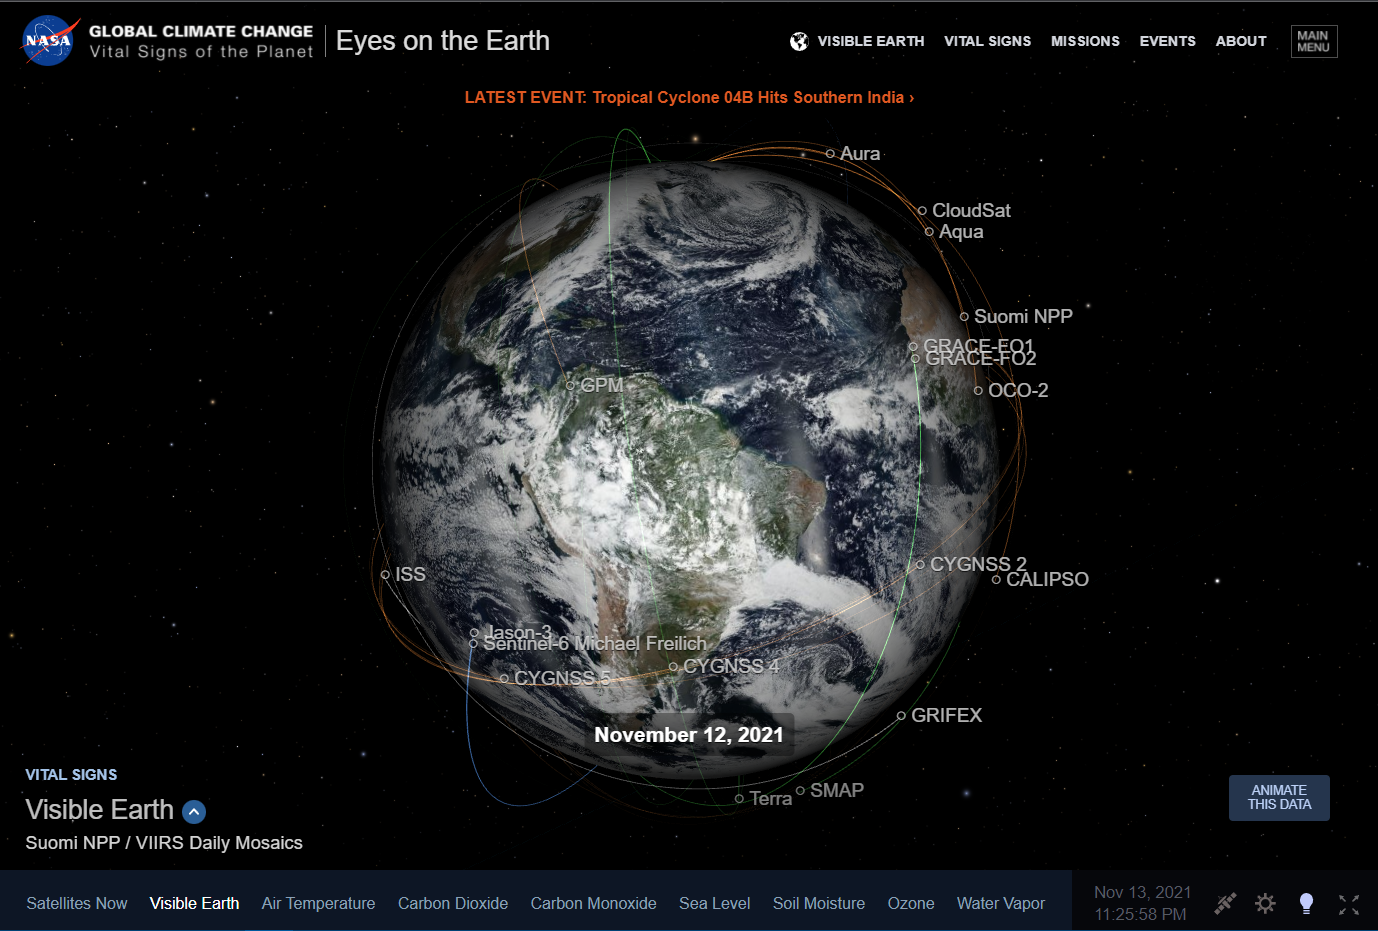 NASA
GLOBAL CLIMATE CHANGE
Vital Signs of the Planet
Eyes on the Earth
VISIBLE EARTH
VITAL SIGNS
MISSIONS
EVENTS
ABOUT
MAIN
MENU
LATEST EVENT: Tropical Cyclone 04B Hits Southern India ›
Aura
CloudSat
Aqua
Suomi NPP
GRACE-FO1
GRACE-FO2
GPM
OCO-2
CYGNSS 2
ISS
CALIPSO
Jason-3
Sentinel-6 Michael Freilich
CYGNSS 4
CYGNSS 5
GRIFEX
November 12, 2021
SMAP
Terra
VITAL SIGNS
Visible Earth
Suomi NPP / VIIRS Daily Mosaics
ANIMATE
THIS DATA
Satellites Now
Visible Earth
Air Temperature
Carbon Dioxide
Carbon Monoxide
Sea Level
Soil Moisture
Ozone
Water Vapor
Nov 13, 2021
11:25:58 PM